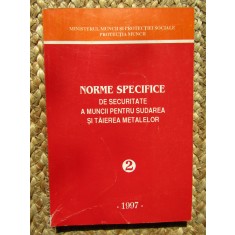 MINISTERUL MUNCII ȘI PROTECȚIEI SOCIALE
PROTECȚIA MUNCII
NORME SPECIFICE
DE SECURITATE
A MUNCII PENTRU SUDAREA
ȘI TĂIEREA METALELOR
2
- 1997 -